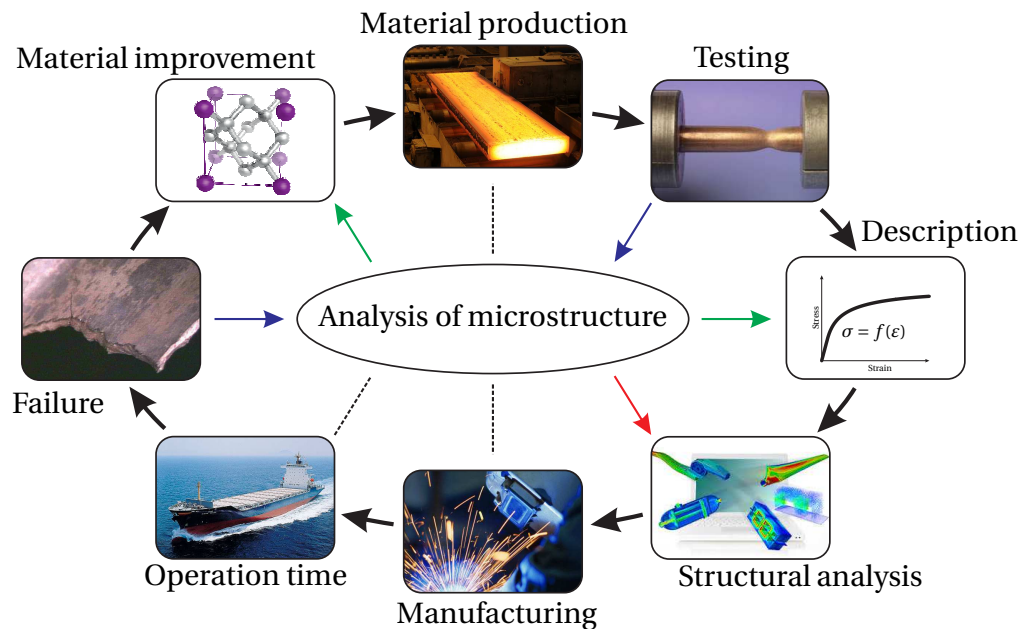 Material production
Material improvement
Testing
Description
Stress
σ = f(ε)
Strain
Analysis of microstructure
Failure
Operation time
Manufacturing
Structural analysis